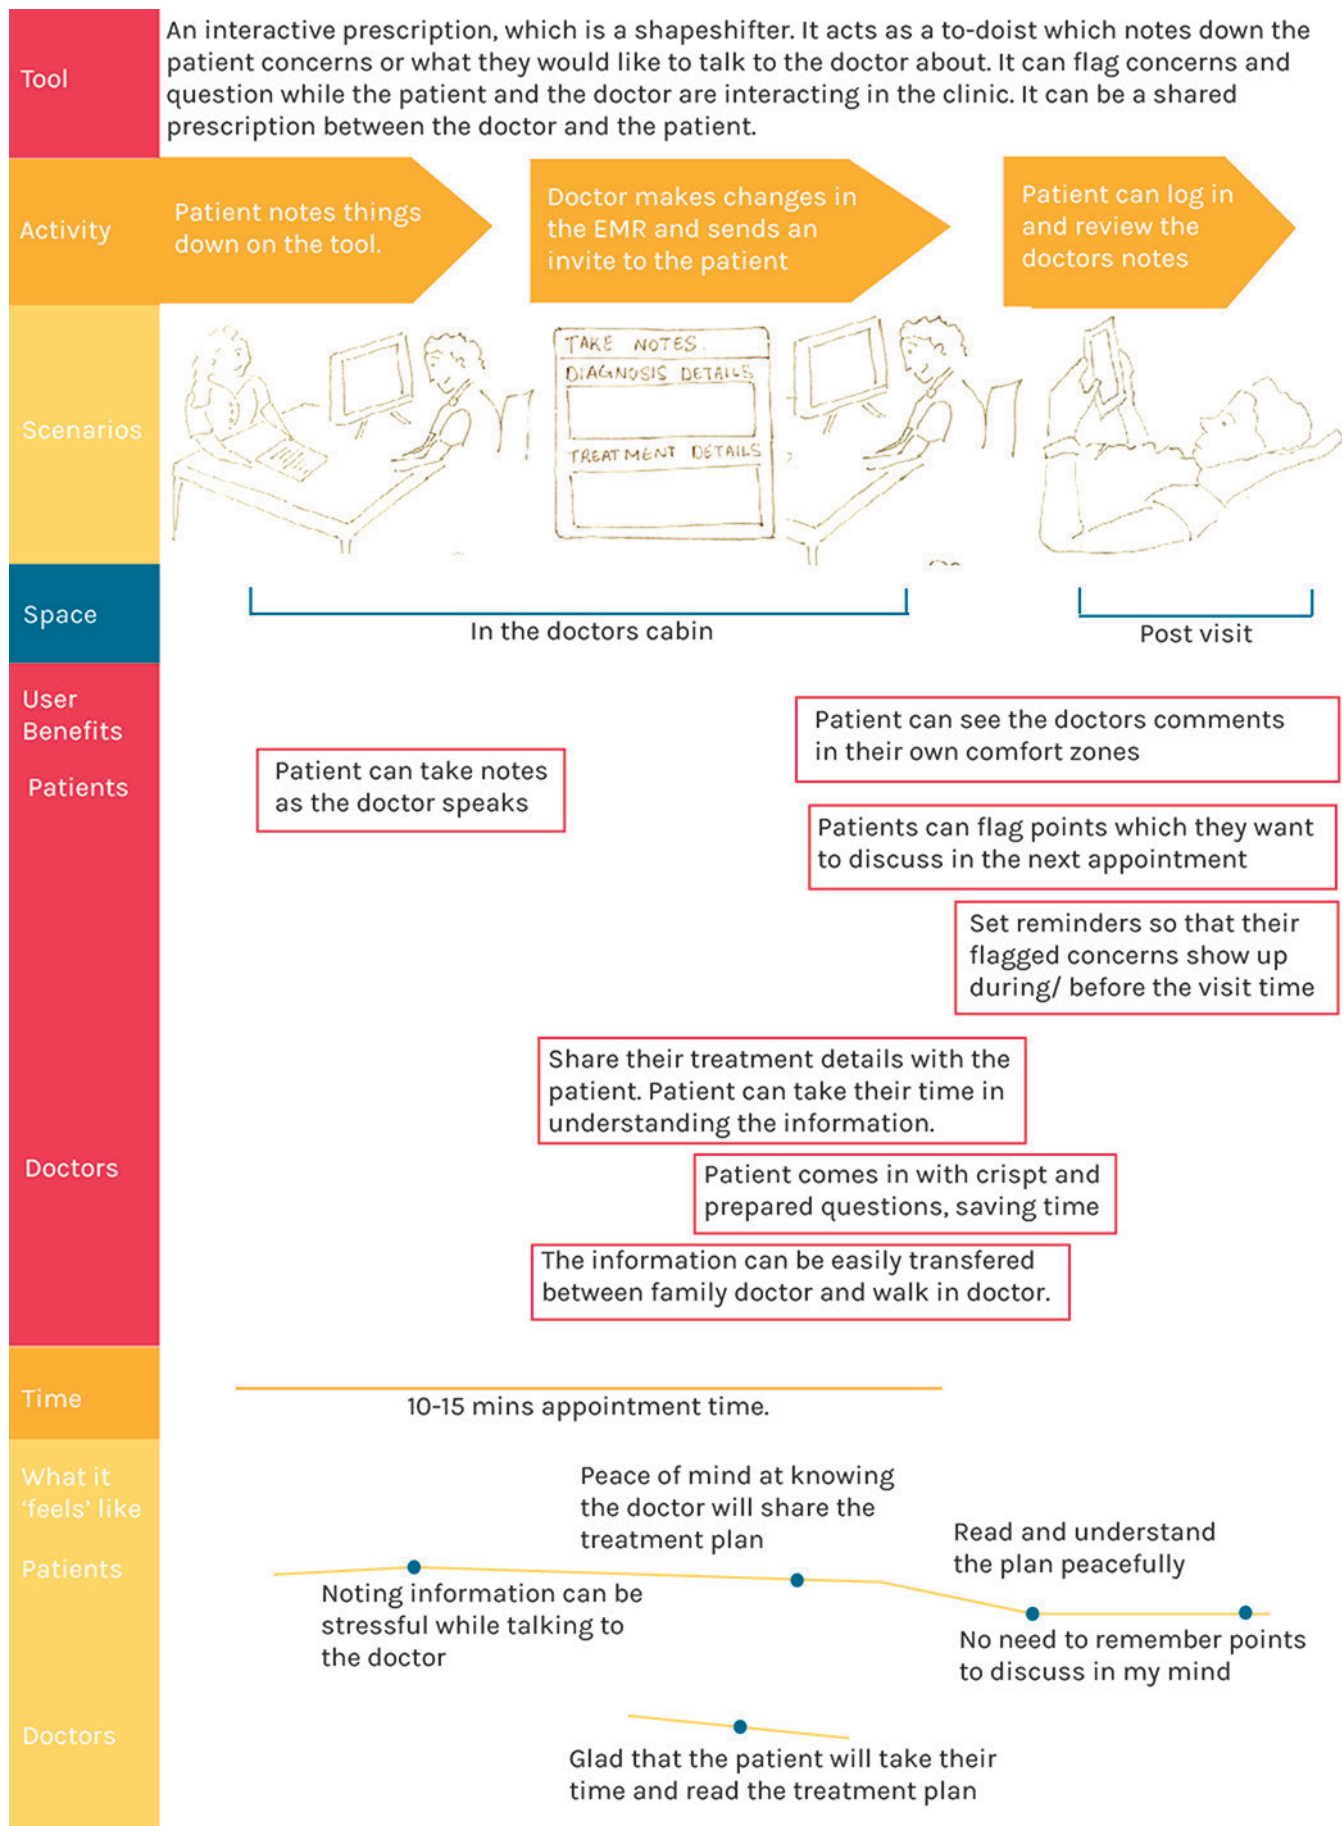 Tool
An interactive prescription, which is a shapeshifter. It acts as a to-doist which notes down the
patient concerns or what they would like to talk to the doctor about. It can flag concerns and
question while the patient and the doctor are interacting in the clinic. It can be a shared
prescription between the doctor and the patient.
Activity
Patient notes things
down on the tool.
Doctor makes changes in
the EMR and sends an
invite to the patient
Patient can log in
and review the
doctors notes
Scenarios
TAKE NOTES.
DIAGNOSIS DETAILS
TREATMENT DETAILS
Space
In the doctors cabin
Post visit
User
Benefits
Patients
Patient can take notes
as the doctor speaks
Patient can see the doctors comments
in their own comfort zones
Patients can flag points which they want
to discuss in the next appointment
Set reminders so that their
flagged concerns show up
during/ before the visit time
Doctors
Share their treatment details with the
patient. Patient can take their time in
understanding the information.
Patient comes in with crispt and
prepared questions, saving time
The information can be easily transfered
between family doctor and walk in doctor.
Time
10-15 mins appointment time.
What it
‘feels’ like
Patients
Noting information can be
stressful while talking to
the doctor
Peace of mind at knowing
the doctor will share the
treatment plan
Read and understand
the plan peacefully
No need to remember points
to discuss in my mind
Doctors
Glad that the patient will take their
time and read the treatment plan